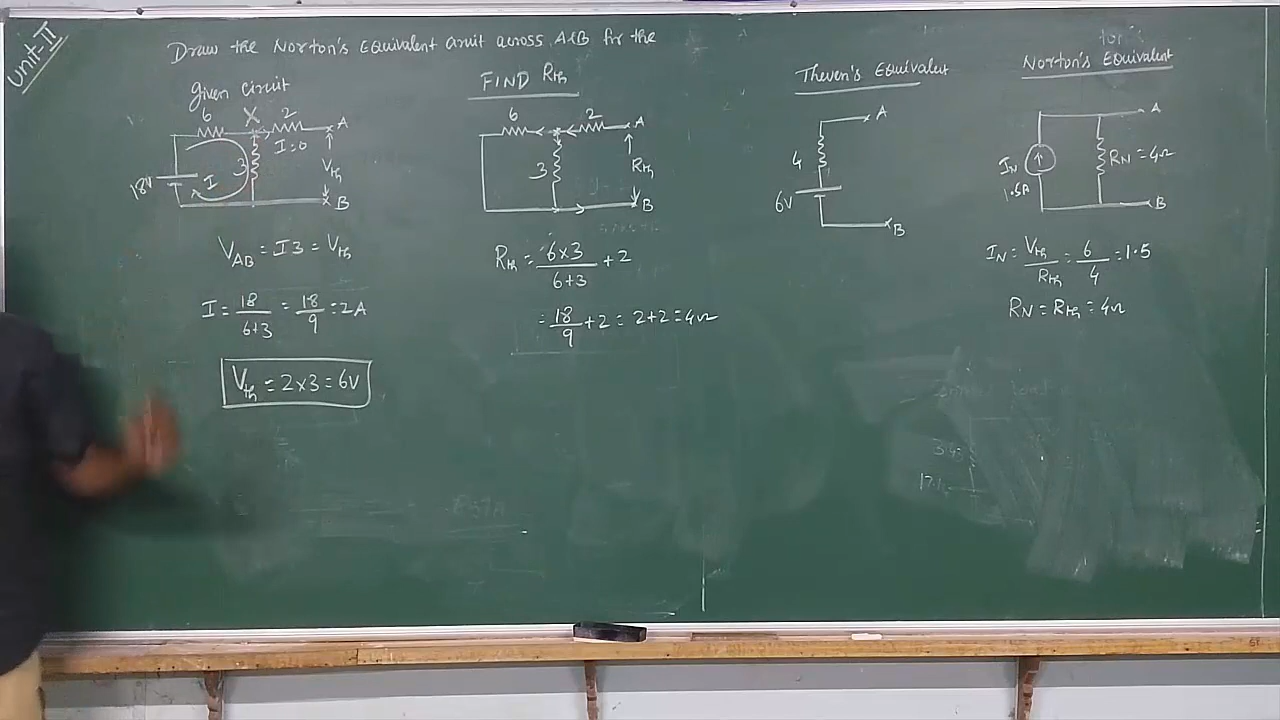 Unit-II
Draw the Norton's Equivalent Circuit across A&B for the
given circuit
6
X
2
A
I=0
18V
I
3
Vth
B
VAB = I3 = Vth
I = 18/6+3 = 18/9 = 2A
Vth = 2×3 = 6V
FIND Rth
6
2
A
3
Rth
B
Rth = 6×3/6+3 + 2
= 18/9 + 2 = 2+2 = 4Ω
Theven's Equivalent
A
4
6V
B
Norton's Equivalent
A
IN
1.5A
RN = 4Ω
B
IN = Vth/Rth = 6/4 = 1.5
RN = Rth = 4Ω